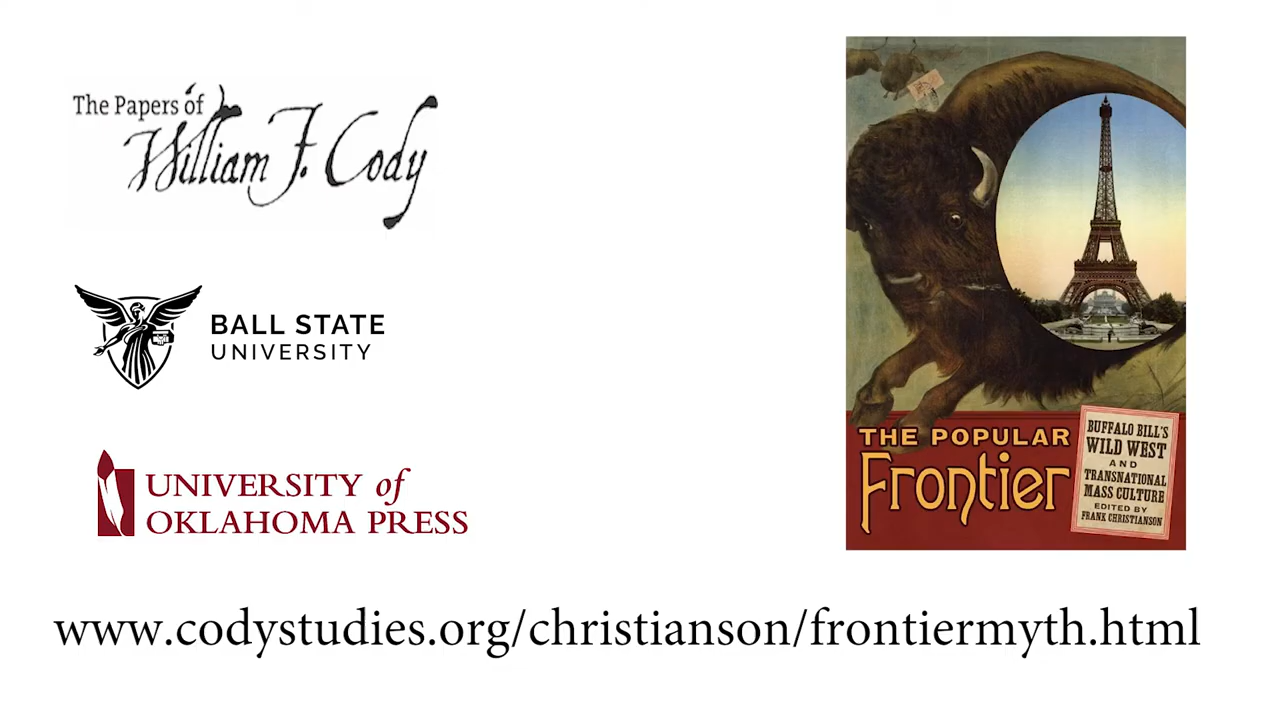 The Papers of
William F. Cody
BALL STATE
UNIVERSITY
UNIVERSITY of
OKLAHOMA PRESS
THE POPULAR
Frontier
BUFFALO BILL'S
WILD WEST
AND
TRANSNATIONAL
MASS CULTURE
EDITED BY
FRANK CHRISTIANSON
www.codystudies.org/christianson/frontiermyth.html